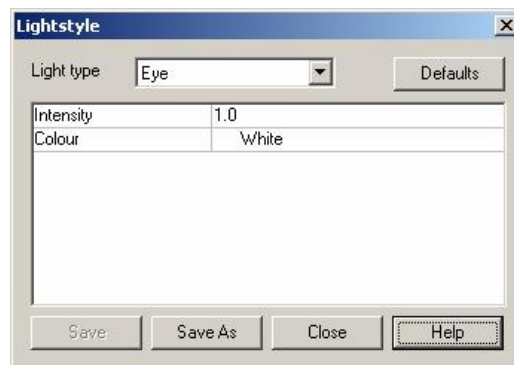 Lightstyle
Light type Eye Defaults
Intensity 1.0
Colour White
Save Save As Close Help